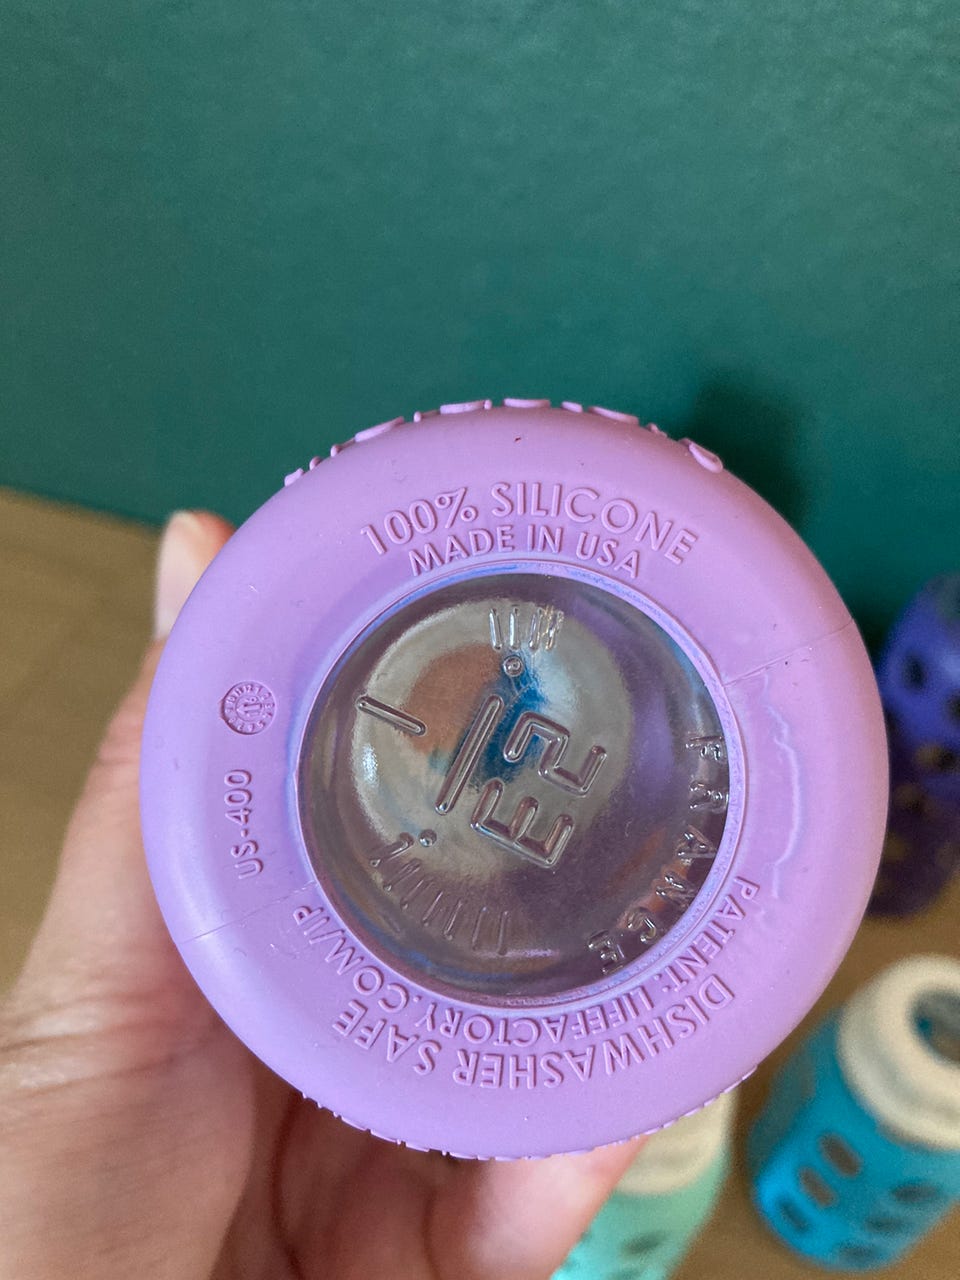 100% SILICONE
MADE IN USA
US-400
FRANCE
PATENT: LIFEFACTORY.COM/IP
DISHWASHER SAFE